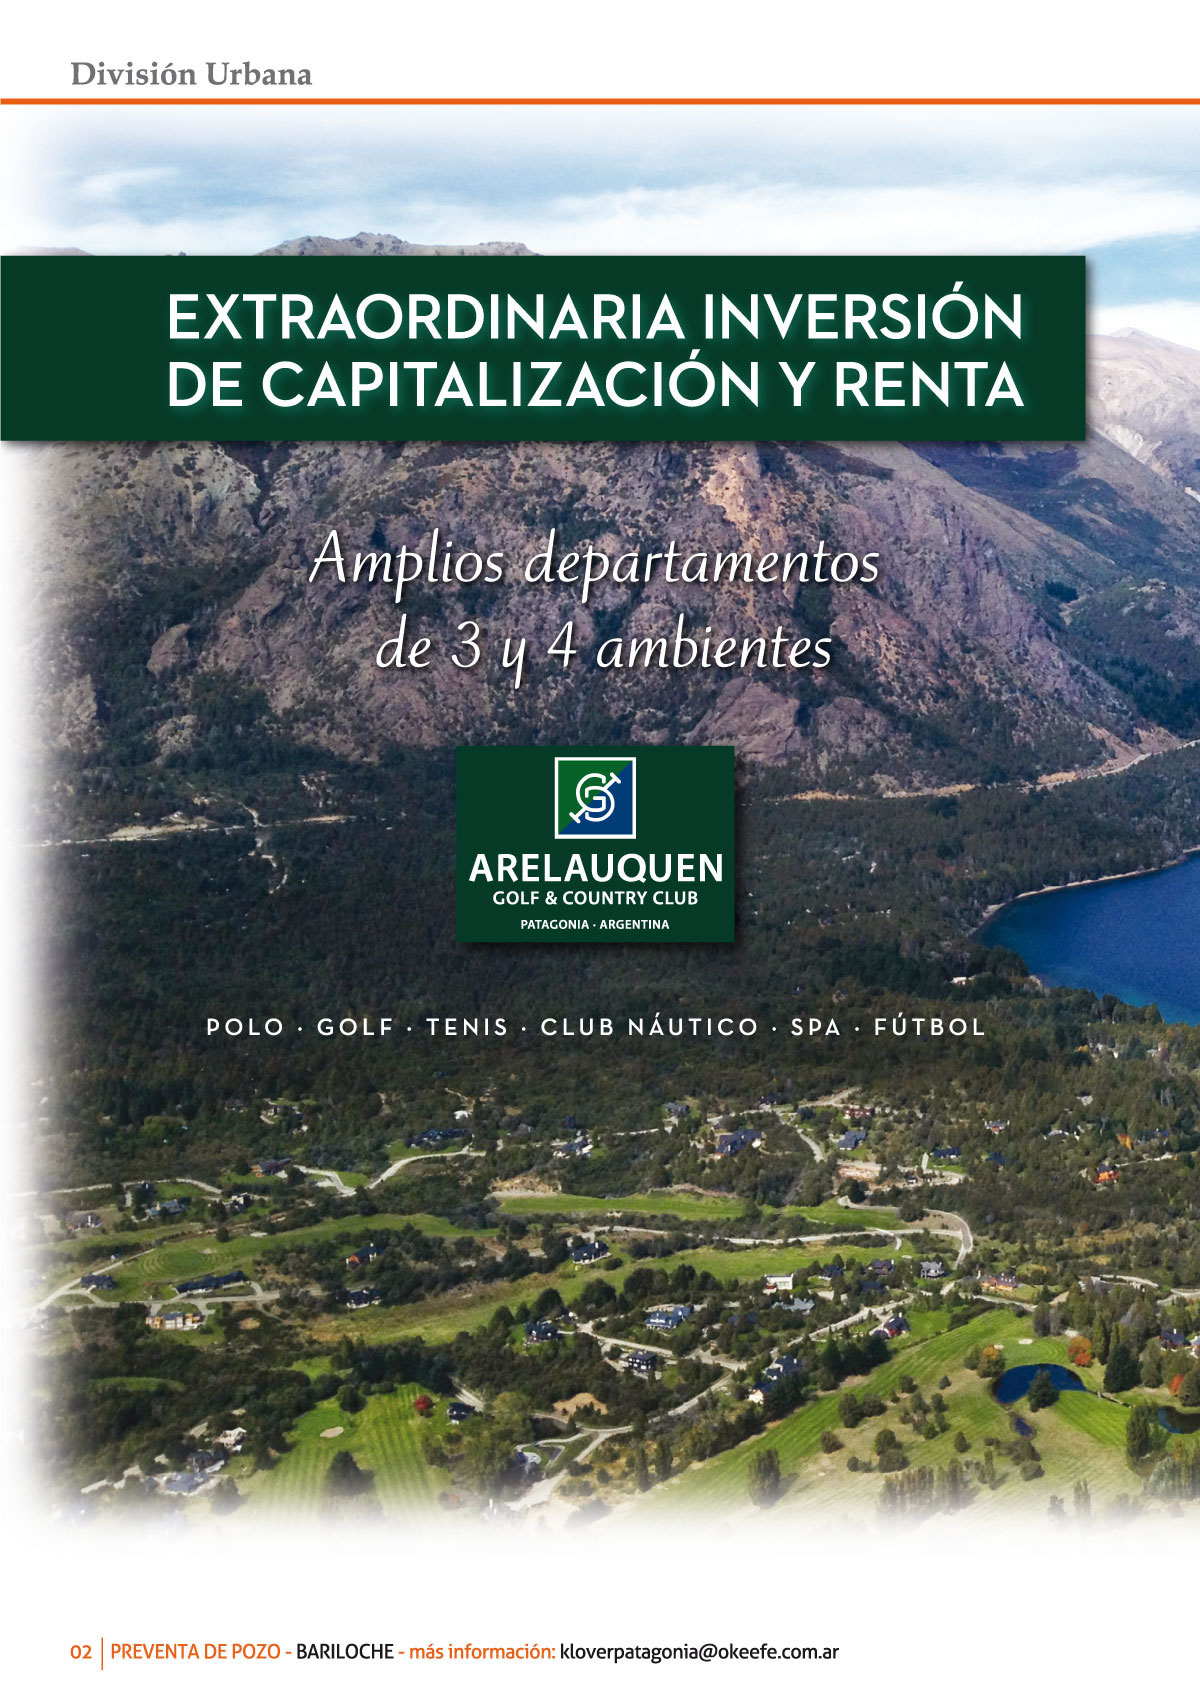 División Urbana
EXTRAORDINARIA INVERSIÓN
DE CAPITALIZACIÓN Y RENTA
Amplios departamentos
de 3 y 4 ambientes
ARELAUQUEN
GOLF & COUNTRY CLUB
PATAGONIA · ARGENTINA
POLO · GOLF · TENIS · CLUB NÁUTICO · SPA · FÚTBOL
02 | PREVENTA DE POZO - BARILOCHE - más información: kloverpatagonia@okeefe.com.ar